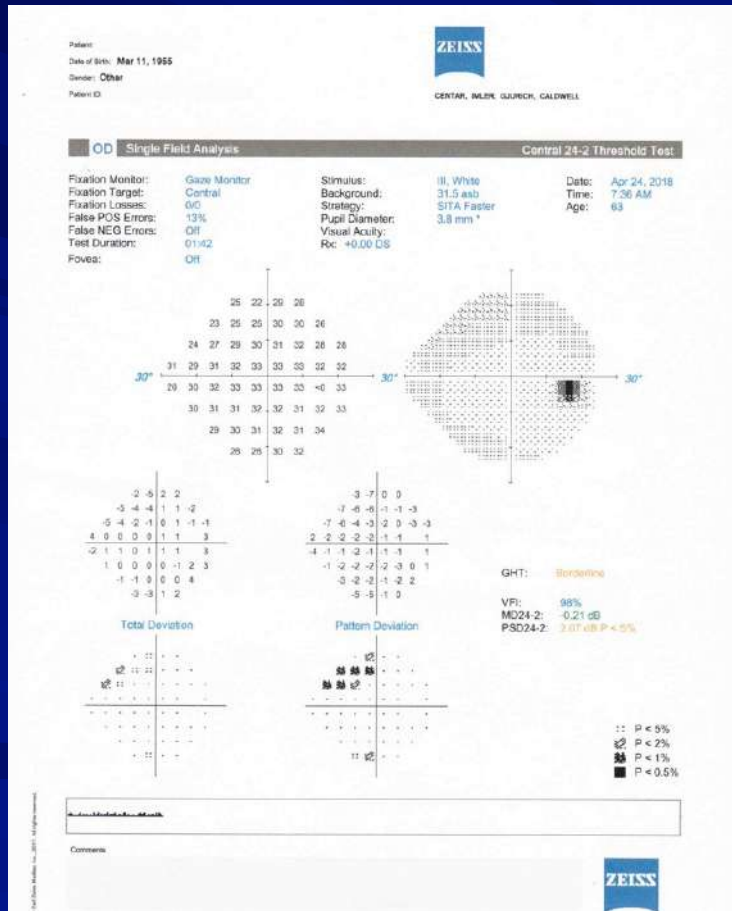 Patient:
ZEISS
Date of Birth: Mar 11, 1955
Gender: Other
Patient ID:
CENTAR, IMLER, GJURICH, CALDWELL
OD Single Field Analysis Central 24-2 Threshold Test
Fixation Monitor: Gaze Monitor Stimulus: III, White Date: Apr 24, 2018
Fixation Target: Central Background: 31.5 asb Time: 7:36 AM
Fixation Losses: 0/0 Strategy: SITA Faster Age: 63
False POS Errors: 13% Pupil Diameter: 3.8 mm *
False NEG Errors: Off Visual Acuity:
Test Duration: 01:42 Rx: +0.00 DS
Fovea: Off
25 22 29 28
23 25 25 30 30 26
24 27 29 30 31 32 28 28
31 29 31 32 33 33 33 32 32
30° 30° 30°
29 30 32 33 33 33 33 <0 33
30 31 31 32 32 31 32 33
29 30 31 32 31 34
28 28 30 32
-2 -5 2 2 -3 -7 0 0
-5 -4 -4 1 1 -2 -7 -6 -6 -1 -1 -3
-5 -4 -2 -1 0 1 -1 -1 -7 -6 -4 -3 -2 0 -3 -3
4 0 0 0 0 1 1 3 2 -2 -2 -2 -2 -1 -1 1
-2 1 1 0 1 1 1 3 -4 -1 -1 -2 -1 -1 -1 1
1 0 0 0 0 -1 2 3 -1 -2 -2 -2 -2 -3 0 1
-1 -1 0 0 0 4 -3 -2 -2 -1 -2 2
-3 -3 1 2 -5 -5 -1 0
GHT: Borderline
VFI: 98%
MD24-2: -0.21 dB
PSD24-2: 2.07 dB P < 5%
Total Deviation Pattern Deviation
P < 5%
P < 2%
P < 1%
P < 0.5%
Comments
ZEISS